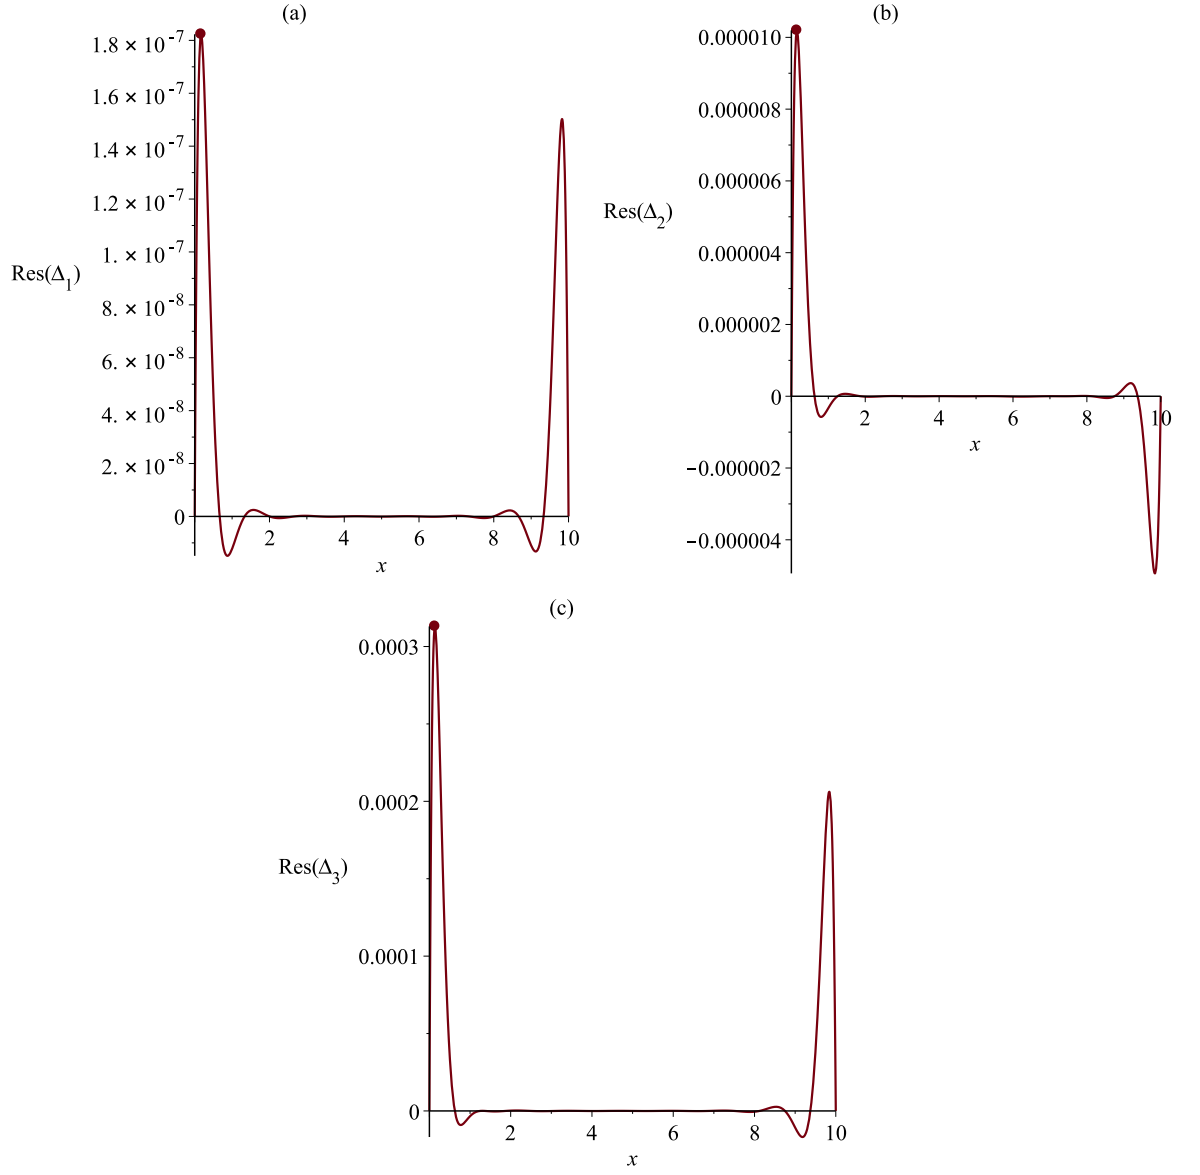 (a)
1.8 × 10⁻⁷
1.6 × 10⁻⁷
1.4 × 10⁻⁷
1.2 × 10⁻⁷
1. × 10⁻⁷
Res(Δ₁)
8. × 10⁻⁸
6. × 10⁻⁸
4. × 10⁻⁸
2. × 10⁻⁸
0
2 4 6 8 10
x
(b)
0.000010
0.000008
0.000006
Res(Δ₂)
0.000004
0.000002
0
2 4 6 8 10
x
−0.000002
−0.000004
(c)
0.0003
0.0002
Res(Δ₃)
0.0001
0
2 4 6 8 10
x